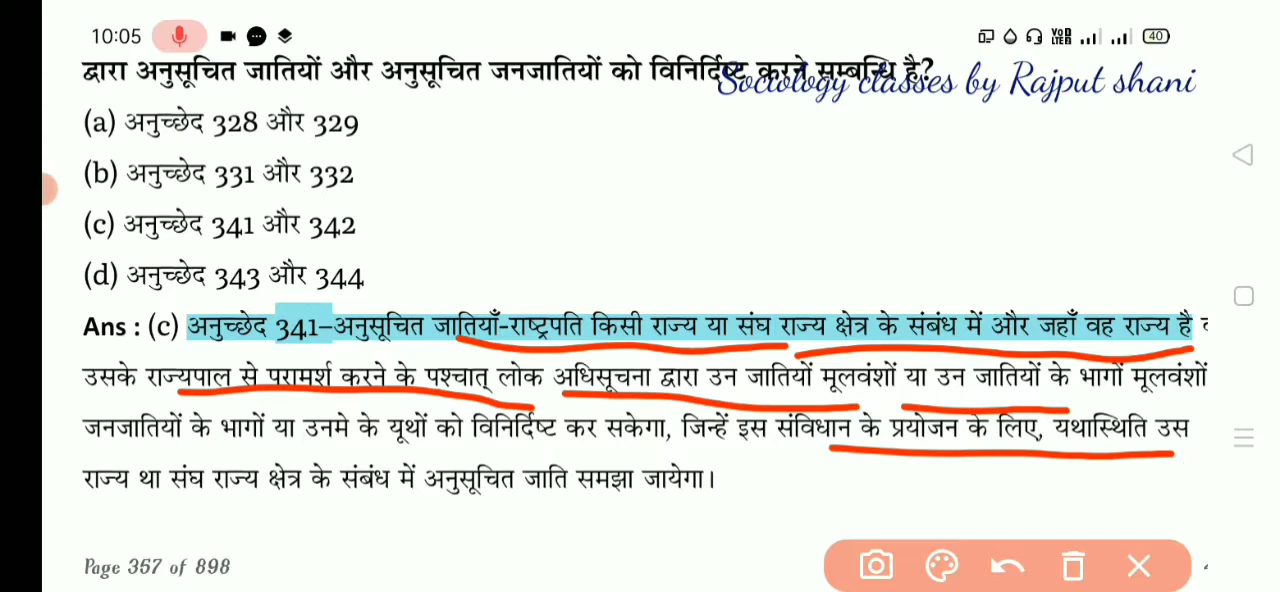 10:05 VoD LTE 40
द्वारा अनुसूचित जातियों और अनुसूचित जनजातियों को विनिर्दिष्ट करने सम्बन्धि है?
Sociology classes by Rajput shani
(a) अनुच्छेद 328 और 329
(b) अनुच्छेद 331 और 332
(c) अनुच्छेद 341 और 342
(d) अनुच्छेद 343 और 344
Ans : (c) अनुच्छेद 341–अनुसूचित जातियाँ-राष्ट्रपति किसी राज्य या संघ राज्य क्षेत्र के संबंध में और जहाँ वह राज्य है
उसके राज्यपाल से परामर्श करने के पश्चात् लोक अधिसूचना द्वारा उन जातियों मूलवंशों या उन जातियों के भागों मूलवंशों
जनजातियों के भागों या उनमे के यूथों को विनिर्दिष्ट कर सकेगा, जिन्हें इस संविधान के प्रयोजन के लिए, यथास्थिति उस
राज्य था संघ राज्य क्षेत्र के संबंध में अनुसूचित जाति समझा जायेगा।
Page 357 of 898